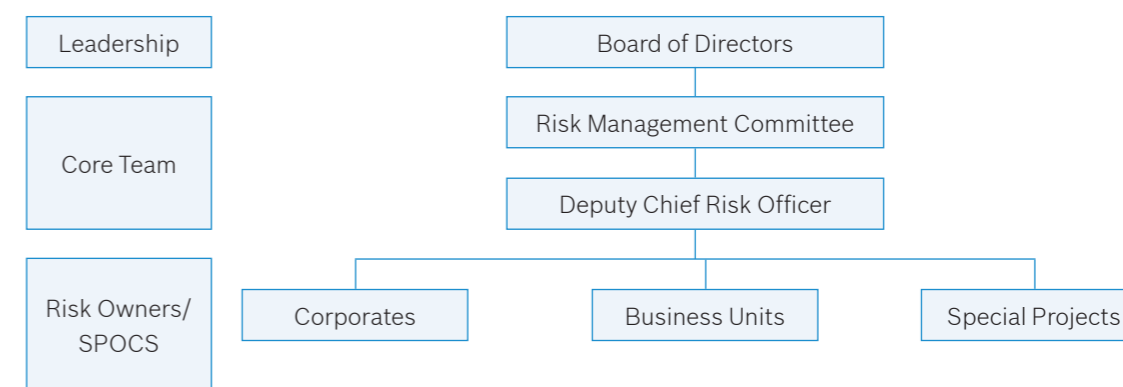 Leadership
Board of Directors
Core Team
Risk Management Committee
Deputy Chief Risk Officer
Risk Owners/
SPOCS
Corporates
Business Units
Special Projects